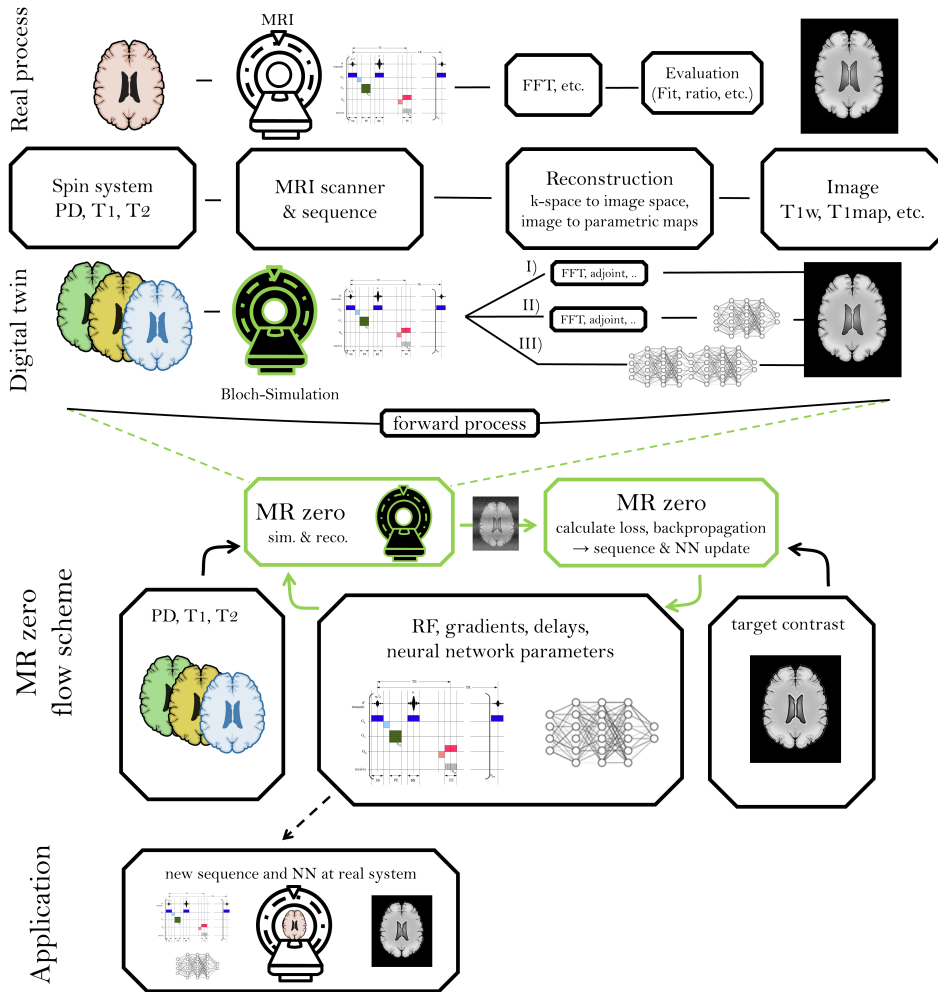 Real process
MRI
FFT, etc.
Evaluation
(Fit, ratio, etc.)
Spin system
PD, T1, T2
MRI scanner
& sequence
Reconstruction
k-space to image space,
image to parametric maps
Image
T1w, T1map, etc.
Digital twin
Bloch-Simulation
I)
FFT, adjoint, ..
II)
FFT, adjoint, ..
III)
forward process
MR zero
flow scheme
MR zero
sim. & reco.
MR zero
calculate loss, backpropagation
→ sequence & NN update
PD, T1, T2
RF, gradients, delays,
neural network parameters
target contrast
Application
new sequence and NN at real system